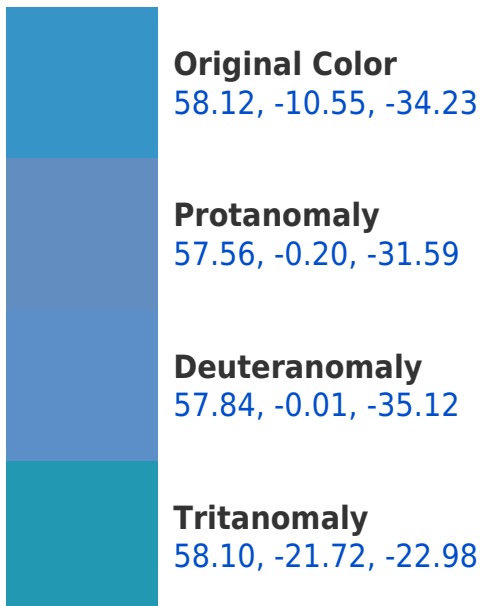 Original Color
58.12, -10.55, -34.23
Protanomaly
57.56, -0.20, -31.59
Deuteranomaly
57.84, -0.01, -35.12
Tritanomaly
58.10, -21.72, -22.98